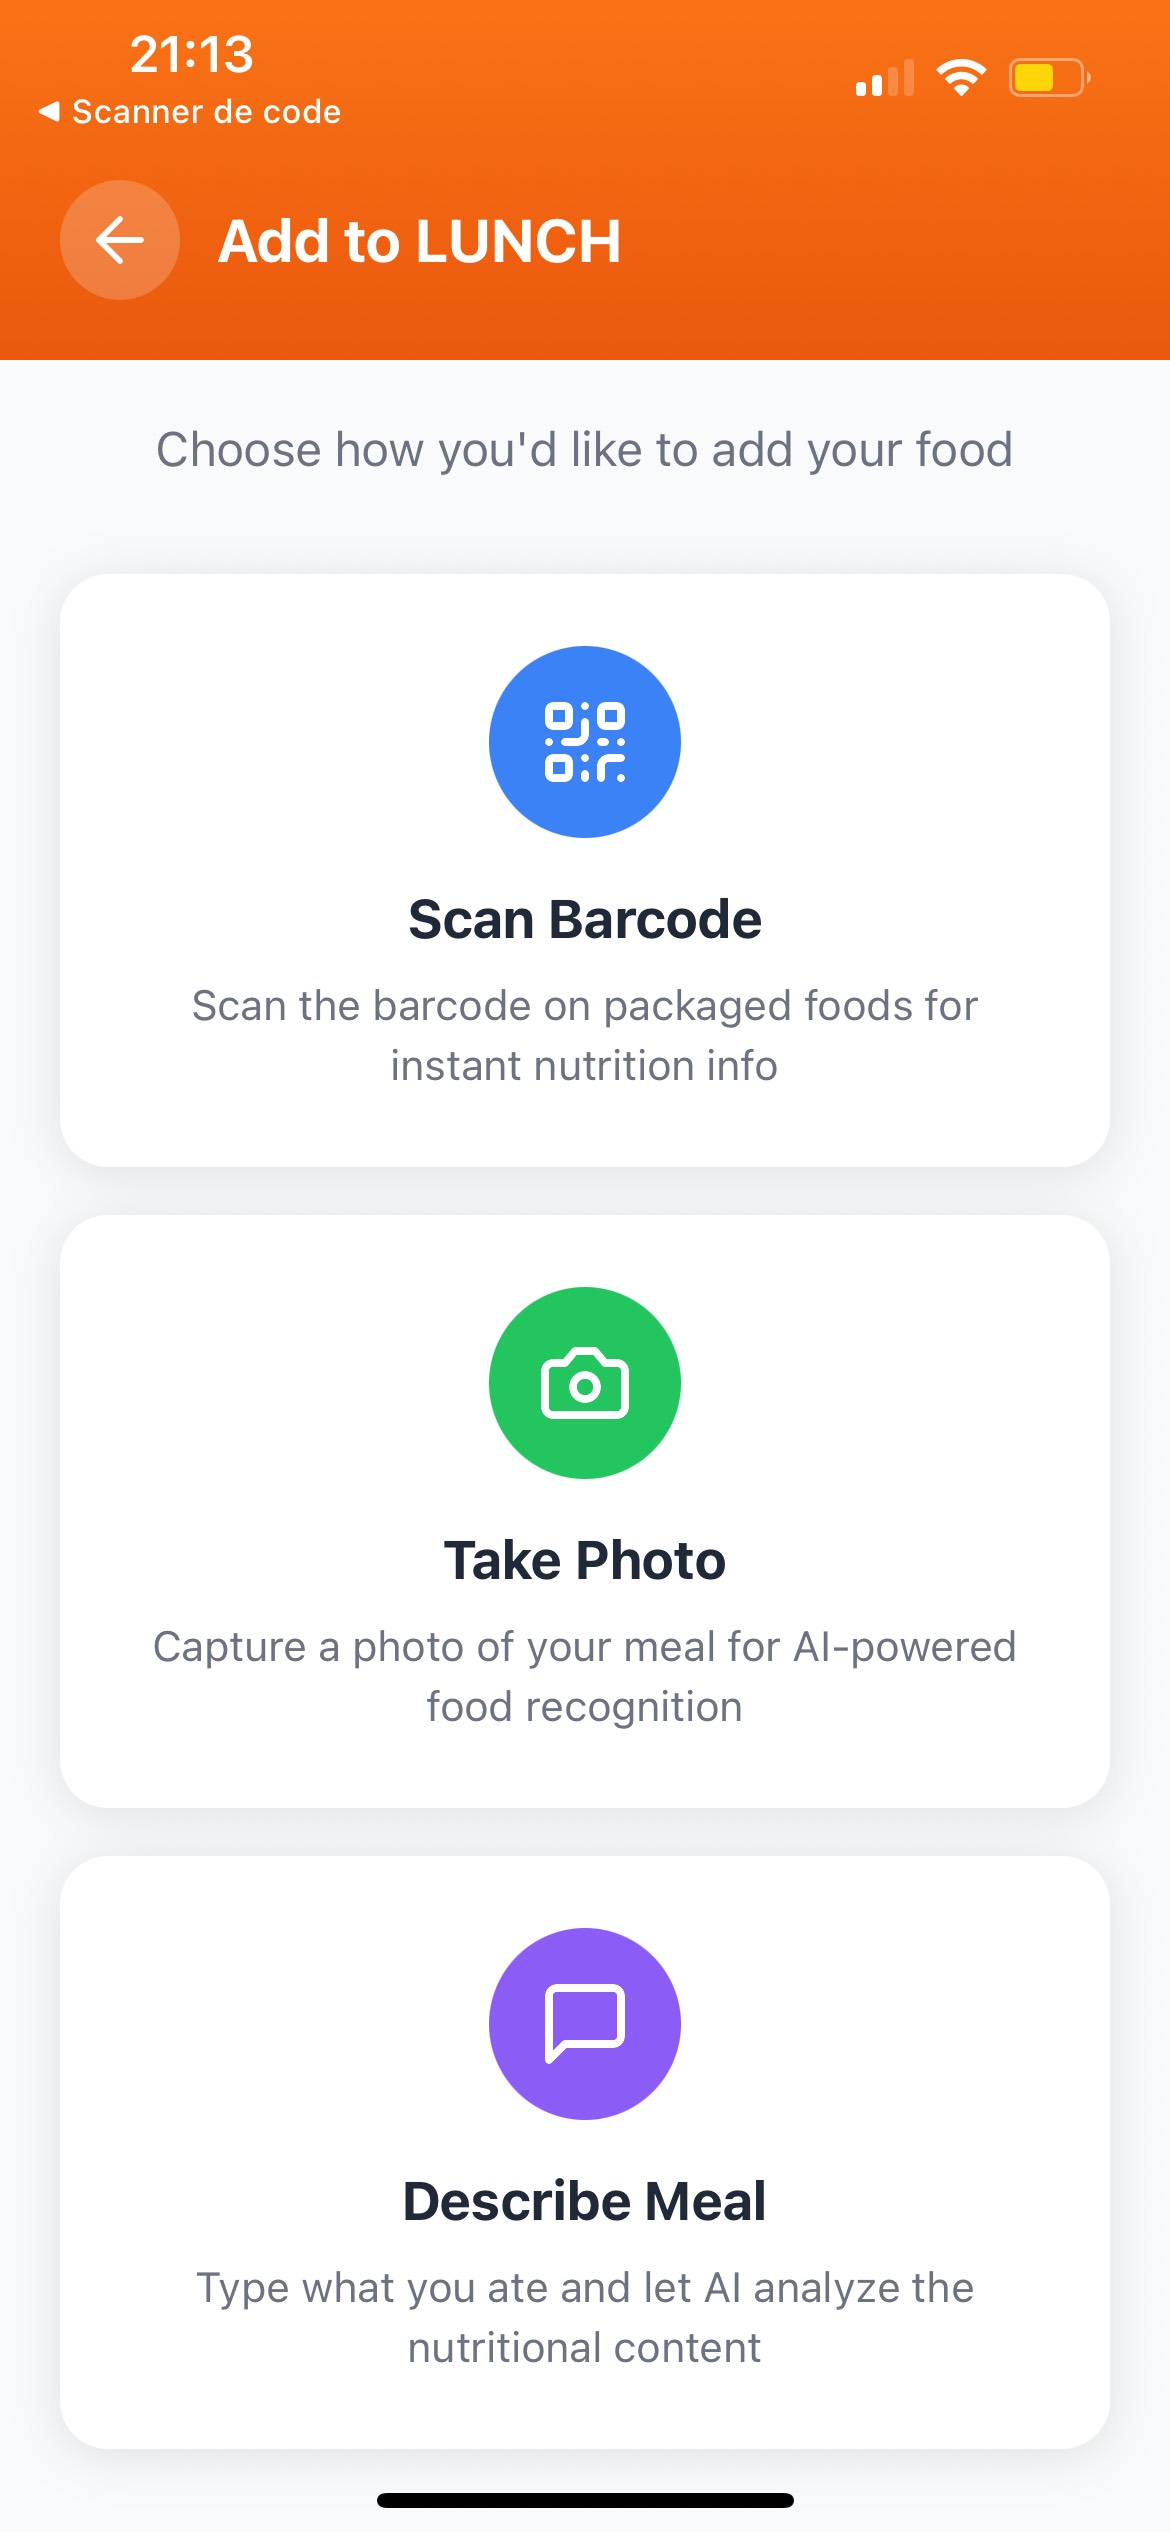 21:13
Scanner de code
Add to LUNCH
Choose how you'd like to add your food
Scan Barcode
Scan the barcode on packaged foods for
instant nutrition info
Take Photo
Capture a photo of your meal for AI-powered
food recognition
Describe Meal
Type what you ate and let AI analyze the
nutritional content